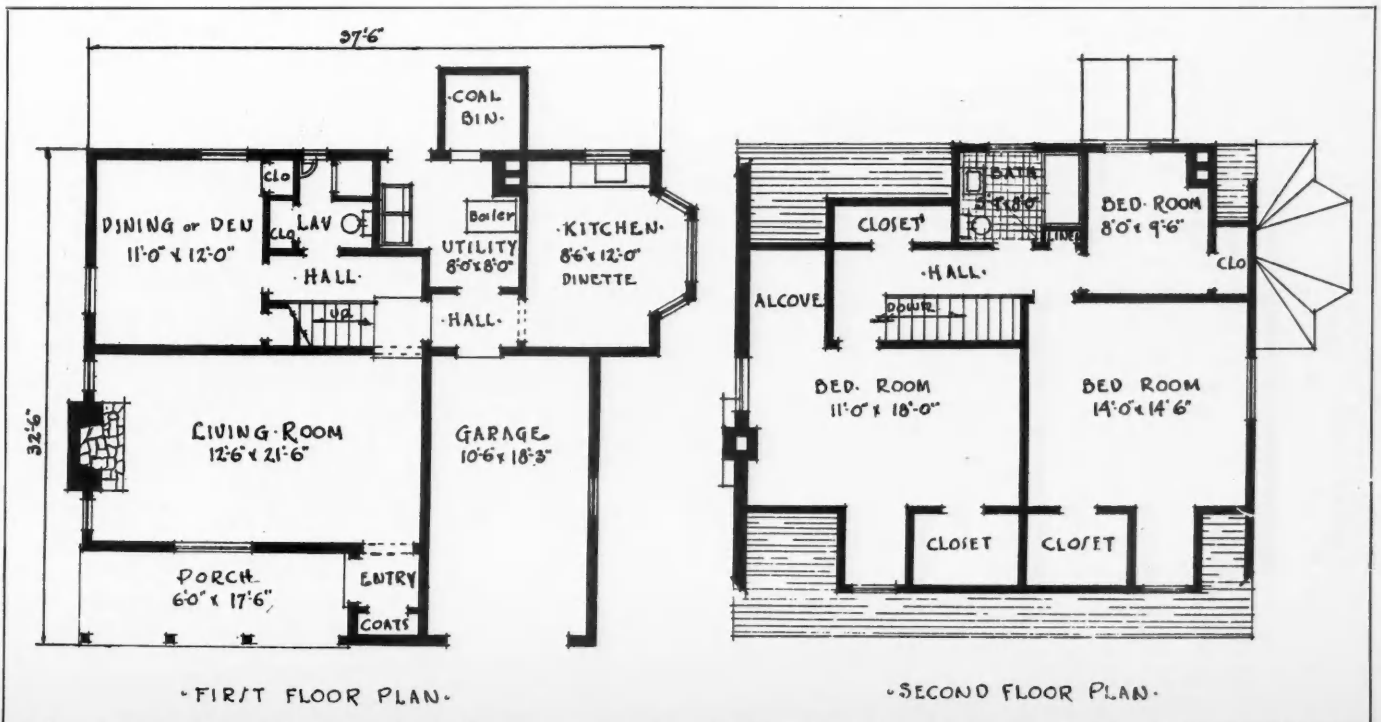 37'-6"
COAL
BIN
CLO
DINING or DEN
11'-0" x 12'-0"
CLO
LAV
Boiler
UTILITY
8'-0" x 8'-0"
KITCHEN
8'-6" x 12'-0"
DINETTE
HALL
UP
HALL
32'-6"
LIVING-ROOM
12'-6" x 21'-6"
GARAGE
10'-6" x 18'-3"
PORCH
6'-0" x 17'-6"
ENTRY
COATS
·FIRST FLOOR PLAN·
BATH
BED-ROOM
8'-0" x 9'-6"
CLOSET
LINEN
CLO
HALL
ALCOVE
DOWN
BED ROOM
11'-0" x 18'-0"
BED ROOM
14'-0" x 14'-6"
CLOSET
CLOSET
·SECOND FLOOR PLAN·